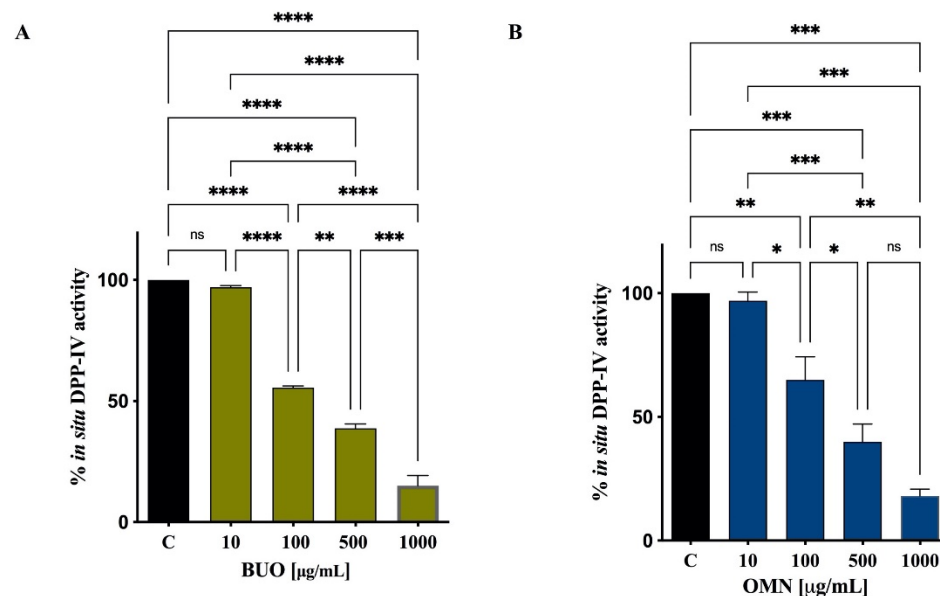 A
****
****
****
****
****
****
ns
****
**
***
% in situ DPP-IV activity
100
50
0
C 10 100 500 1000
BUO [μg/mL]
B
***
***
***
***
**
**
ns
*
*
ns
% in situ DPP-IV activity
100
50
0
C 10 100 500 1000
OMN [μg/mL]